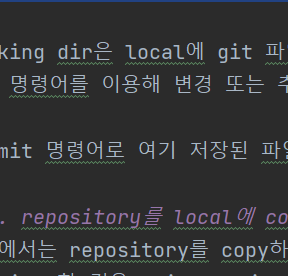 king dir은 local에 git 파
명령어를 이용해 변경 또는 추
mit 명령어로 여기 저장된 파일
. repository를 local에 co
에서는 repository를 copy하